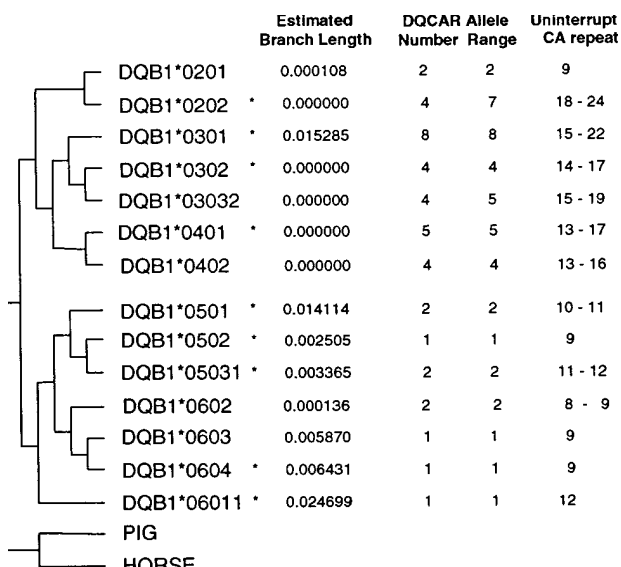 Estimated DQCAR Allele Uninterrupt
Branch Length Number Range CA repeat
DQB1*0201 0.000108 2 2 9
DQB1*0202 * 0.000000 4 7 18 - 24
DQB1*0301 * 0.015285 8 8 15 - 22
DQB1*0302 * 0.000000 4 4 14 - 17
DQB1*03032 0.000000 4 5 15 - 19
DQB1*0401 * 0.000000 5 5 13 - 17
DQB1*0402 0.000000 4 4 13 - 16
DQB1*0501 * 0.014114 2 2 10 - 11
DQB1*0502 * 0.002505 1 1 9
DQB1*05031 * 0.003365 2 2 11 - 12
DQB1*0602 0.000136 2 2 8 - 9
DQB1*0603 0.005870 1 1 9
DQB1*0604 * 0.006431 1 1 9
DQB1*06011 * 0.024699 1 1 12
PIG
HORSE